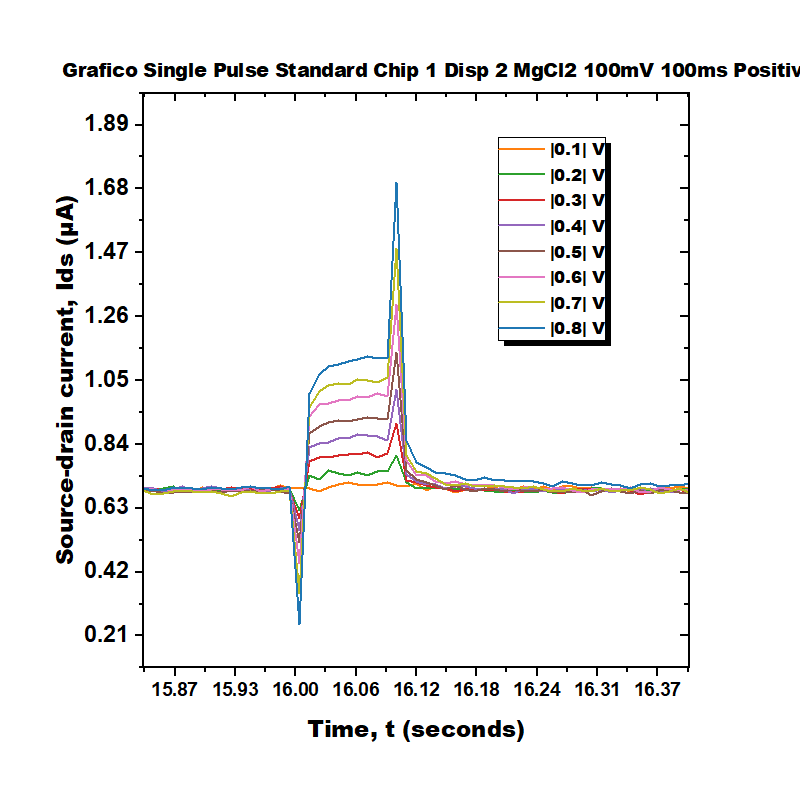 Grafico Single Pulse Standard Chip 1 Disp 2 MgCl2 100mV 100ms Positiv
1.89
1.68
1.47
1.26
1.05
0.84
0.63
0.42
0.21
Source-drain current, Ids (µA)
|0.1| V
|0.2| V
|0.3| V
|0.4| V
|0.5| V
|0.6| V
|0.7| V
|0.8| V
15.87 15.93 16.00 16.06 16.12 16.18 16.24 16.31 16.37
Time, t (seconds)